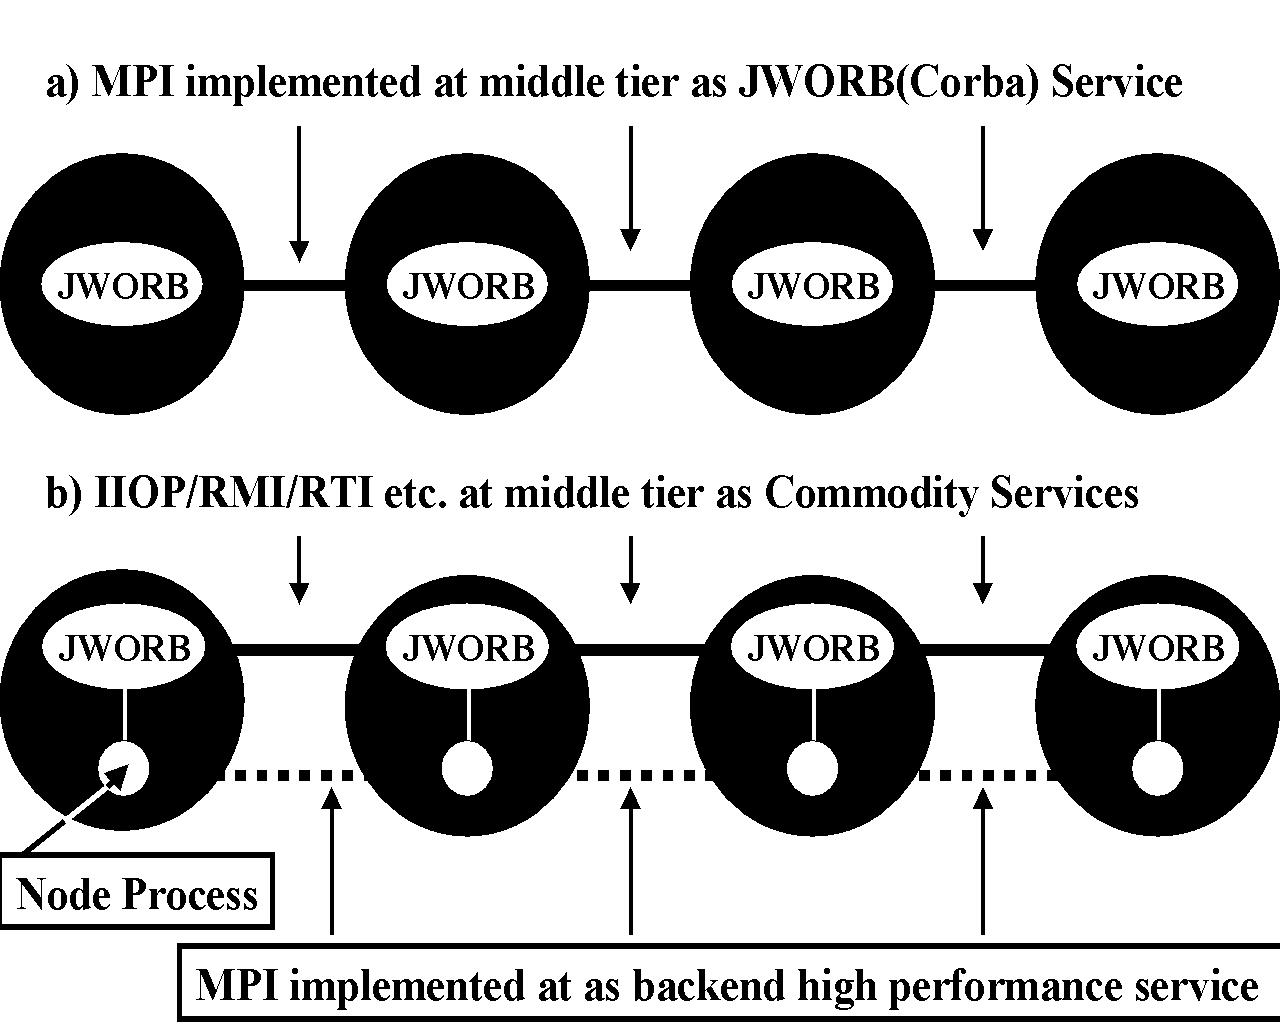 a) MPI implemented at middle tier as JWORB(Corba) Service
JWORB JWORB JWORB JWORB
b) IIOP/RMI/RTI etc. at middle tier as Commodity Services
JWORB JWORB JWORB JWORB
Node Process
MPI implemented at as backend high performance service